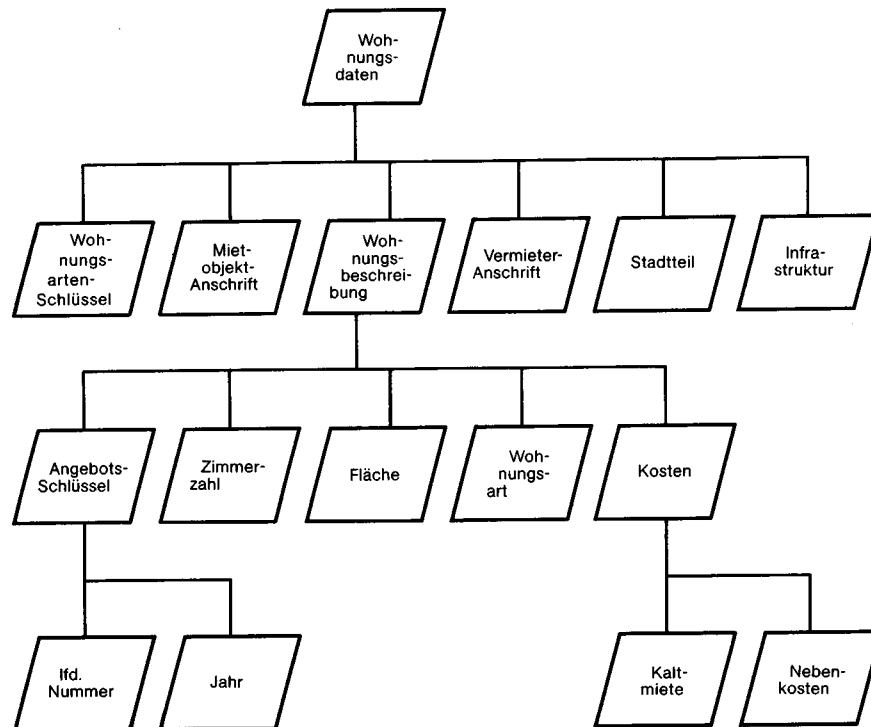 Woh-
nungs-
daten
Woh-
nungs-
arten-
Schlüssel
Miet-
objekt-
Anschrift
Woh-
nungs-
beschrei-
bung
Vermieter-
Anschrift
Stadtteil
Infra-
struktur
Angebots-
Schlüssel
Zimmer-
zahl
Fläche
Woh-
nungs-
art
Kosten
lfd.
Nummer
Jahr
Kalt-
miete
Neben-
kosten